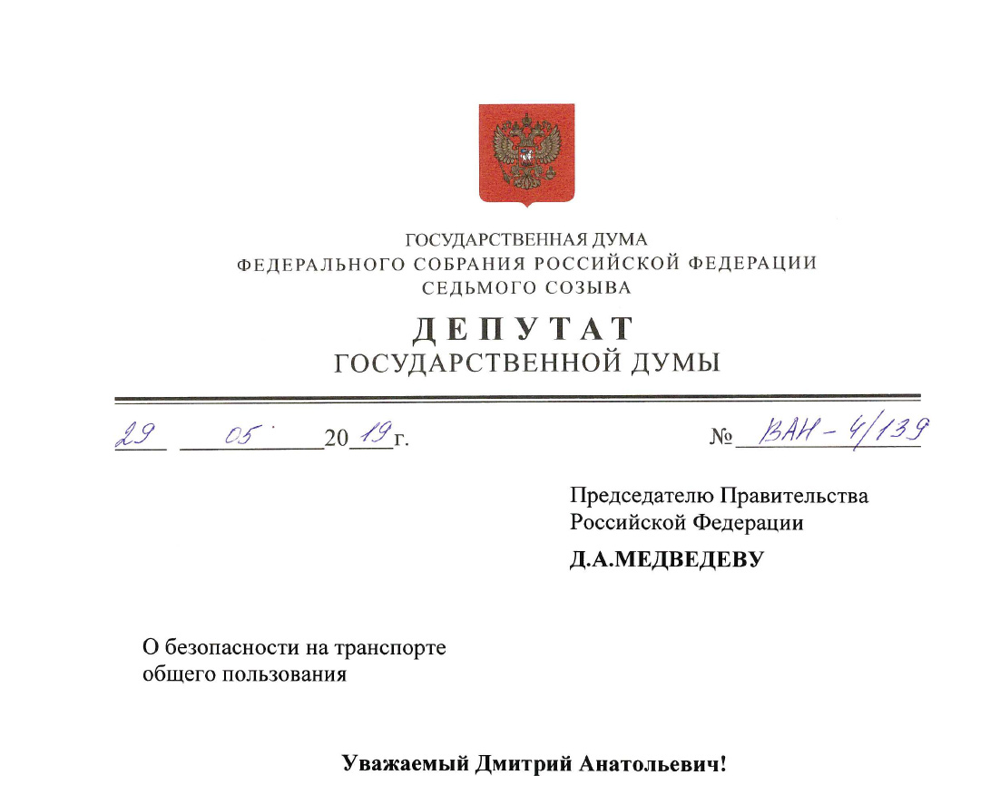 ГОСУДАРСТВЕННАЯ ДУМА
ФЕДЕРАЛЬНОГО СОБРАНИЯ РОССИЙСКОЙ ФЕДЕРАЦИИ
СЕДЬМОГО СОЗЫВА
ДЕПУТАТ
ГОСУДАРСТВЕННОЙ ДУМЫ
29 05 2019 г. № ВАН-4/139
Председателю Правительства
Российской Федерации
Д.А.МЕДВЕДЕВУ
О безопасности на транспорте
общего пользования
Уважаемый Дмитрий Анатольевич!